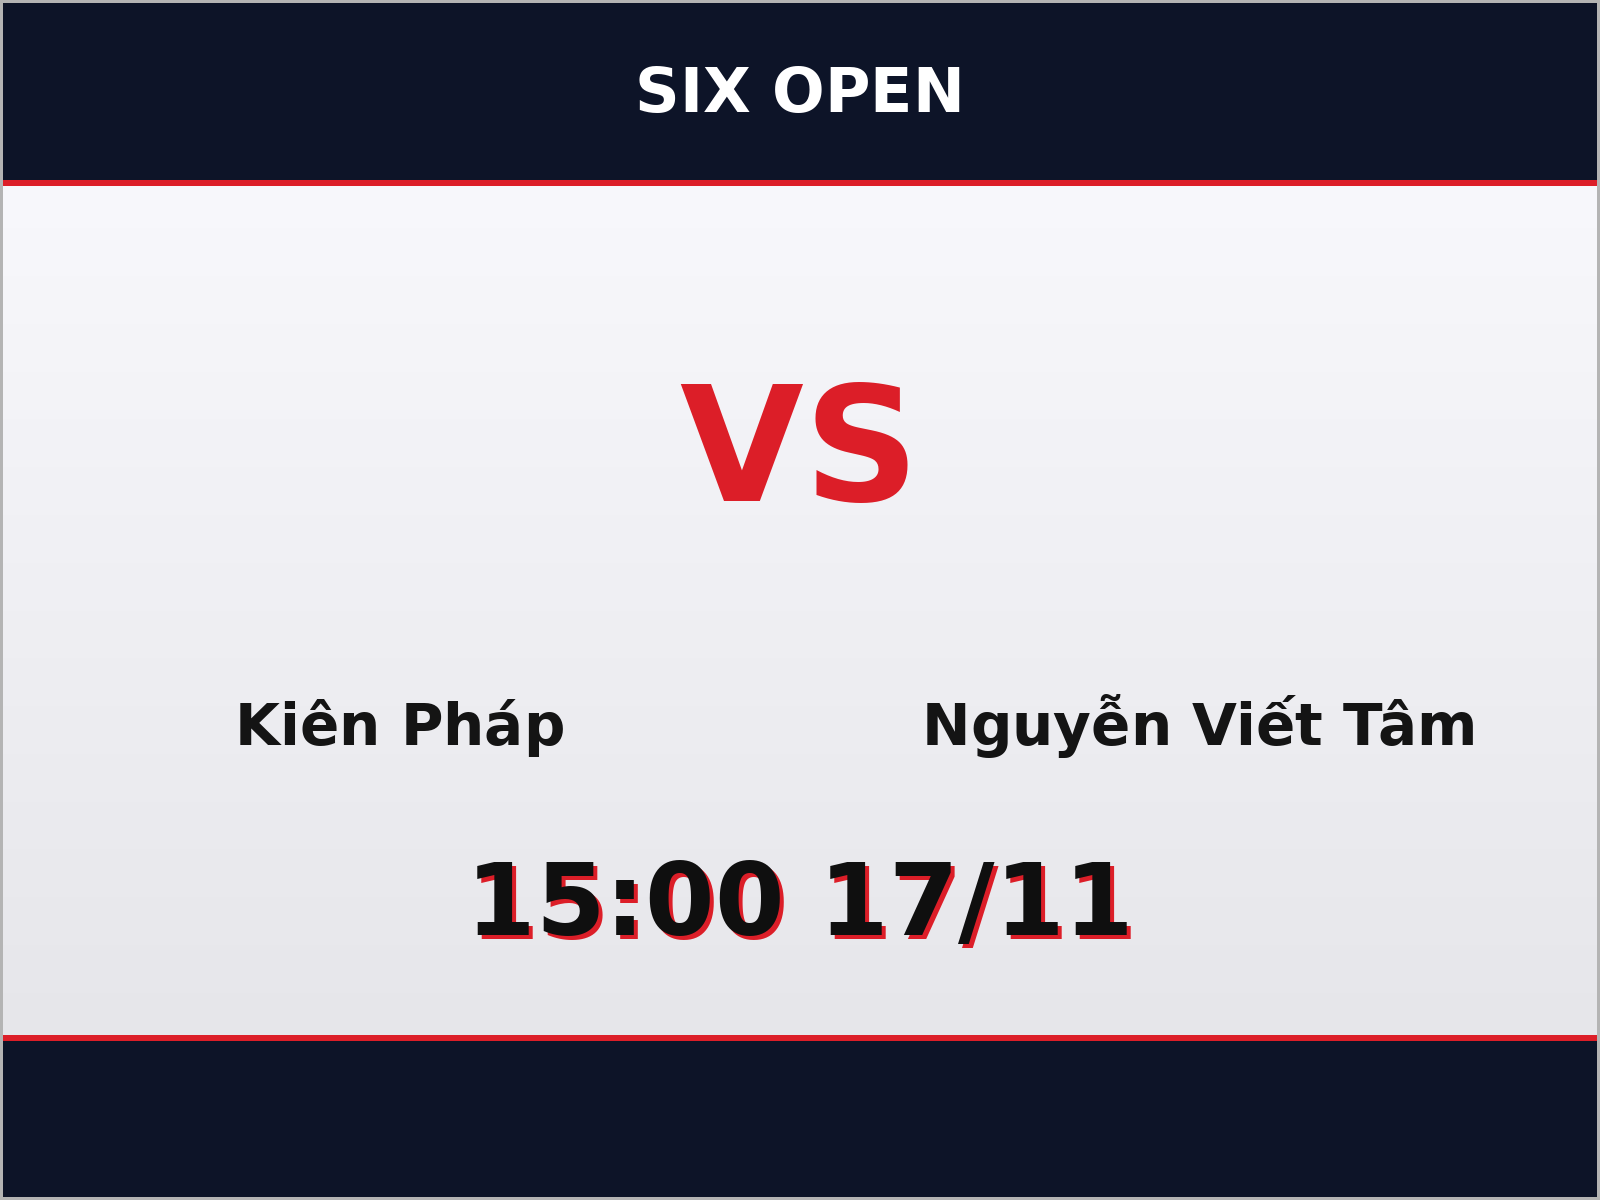 SIX OPEN
VS
Kiên Pháp
Nguyễn Viết Tâm
15:00 17/11